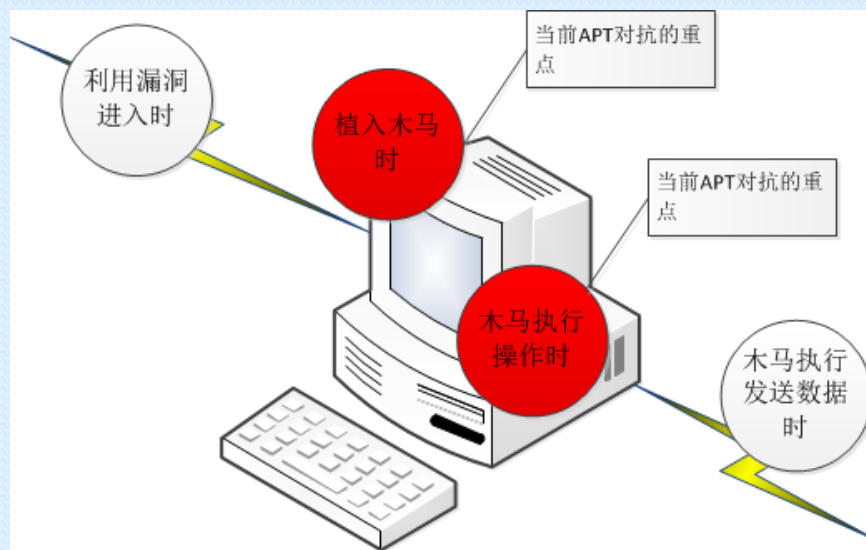 当前APT对抗的重
点
利用漏洞
进入时
植入木马
时
当前APT对抗的重
点
木马执行
操作时
木马执行
发送数据
时